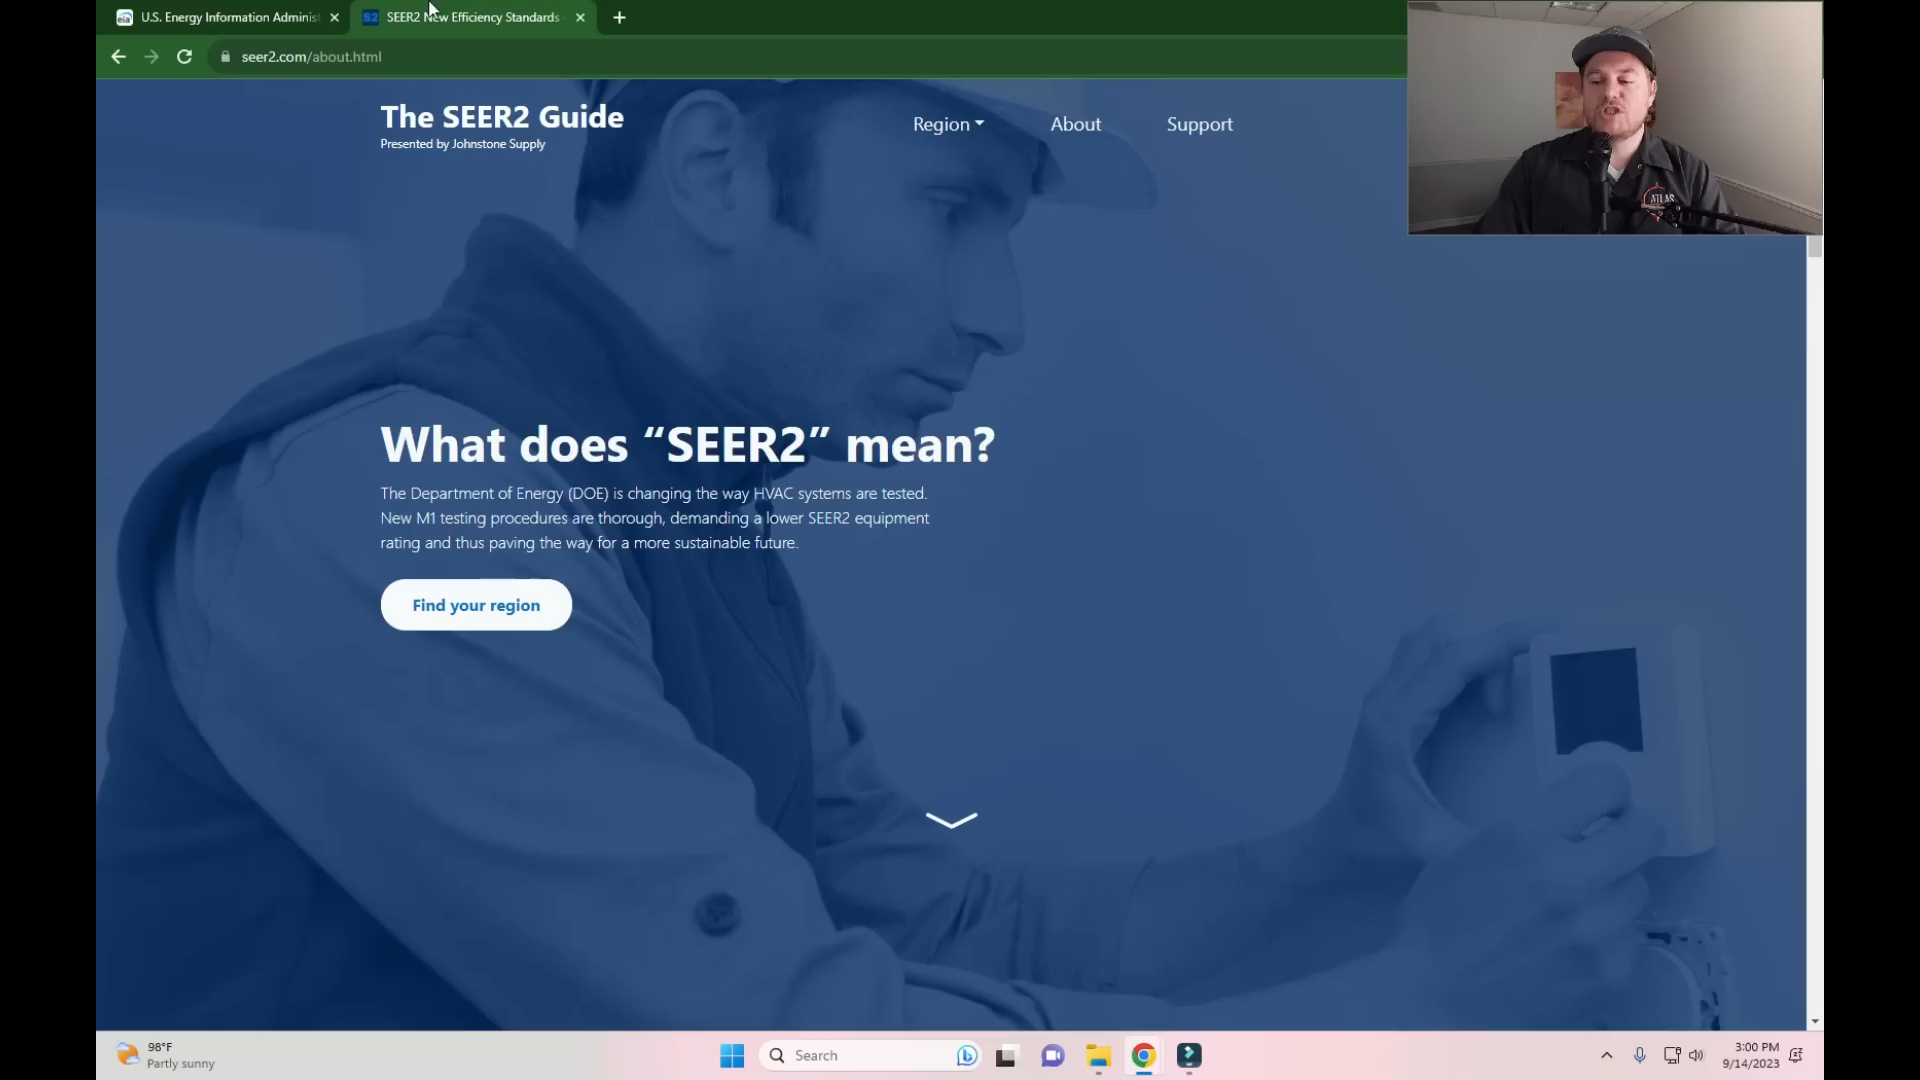 U.S. Energy Information Administ
SEER2 New Efficiency Standards
seer2.com/about.html
The SEER2 Guide
Presented by Johnstone Supply
Region
About
Support
ATLAS
What does “SEER2” mean?
The Department of Energy (DOE) is changing the way HVAC systems are tested.
New M1 testing procedures are thorough, demanding a lower SEER2 equipment
rating and thus paving the way for a more sustainable future.
Find your region
98°F
Partly sunny
Search
3:00 PM
9/14/2023